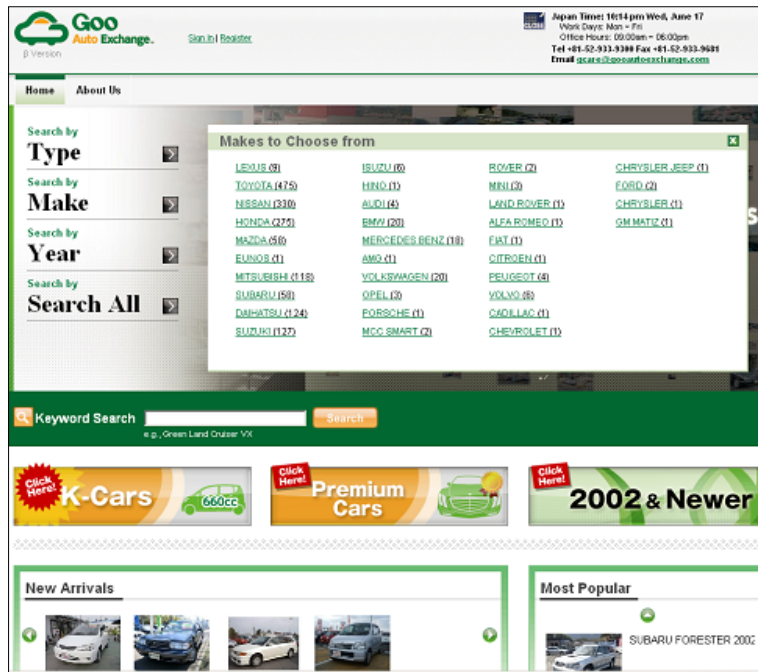 Goo
Auto Exchange.
β Version
Sign In | Register
Japan Time: 10:14 pm Wed, June 17
Work Days: Mon - Fri
Office Hours: 09:00am - 06:00pm
Tel +81-52-933-9300 Fax +81-52-933-9681
Email gcare@gooautoexchange.com
Home About Us
Search by
Type
Search by
Make
Search by
Year
Search by
Search All
Makes to Choose from
LEXUS (9) ISUZU (6) ROVER (2) CHRYSLER JEEP (1)
TOYOTA (475) HINO (1) MINI (3) FORD (2)
NISSAN (330) AUDI (4) LAND ROVER (1) CHRYSLER (1)
HONDA (275) BMW (20) ALFA ROMEO (1) GM MATIZ (1)
MAZDA (58) MERCEDES BENZ (18) FIAT (1)
EUNOS (1) AMG (1) CITROEN (1)
MITSUBISHI (118) VOLKSWAGEN (20) PEUGEOT (4)
SUBARU (50) OPEL (3) VOLVO (6)
DAIHATSU (124) PORSCHE (1) CADILLAC (1)
SUZUKI (127) MCC SMART (2) CHEVROLET (1)
Keyword Search Search
e.g., Green Land Cruiser VX
Click Here!
K-Cars
660cc
Click Here!
Premium Cars
Click Here!
2002 & Newer
New Arrivals
Most Popular
SUBARU FORESTER 2002